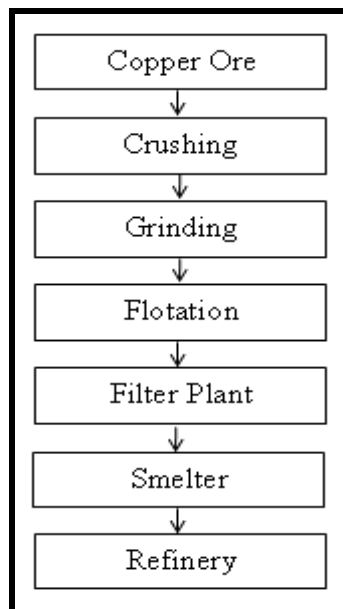 Copper Ore
Crushing
Grinding
Flotation
Filter Plant
Smelter
Refinery